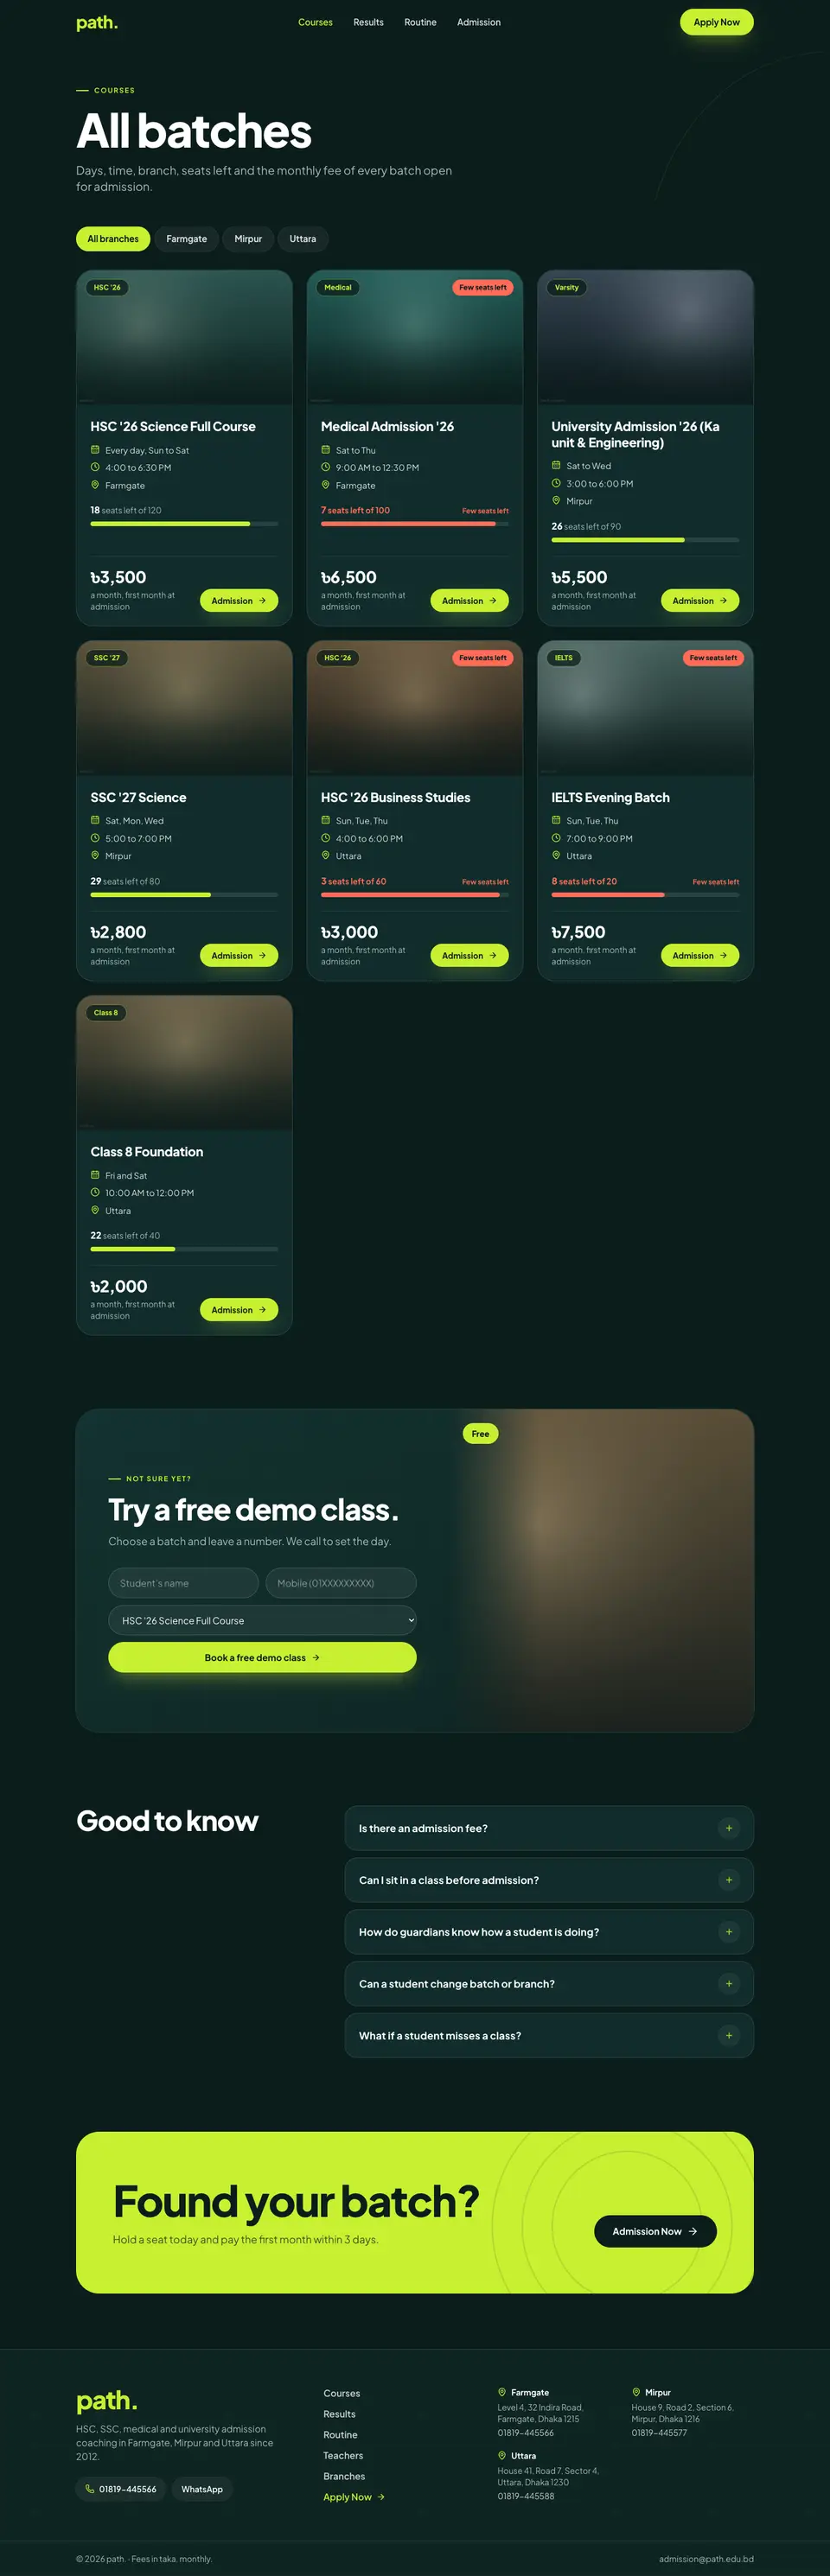 path.
Courses
Results
Routine
Admission
Apply Now
COURSES
All batches
Days, time, branch, seats left and the monthly fee of every batch open
for admission.
All branches
Farmgate
Mirpur
Uttara
HSC '26
HSC '26 Science Full Course
Every day, Sun to Sat
4:00 to 6:30 PM
Farmgate
18 seats left of 120
৳3,500
a month, first month at
admission
Admission
Medical
Few seats left
Medical Admission '26
Sat to Thu
9:00 AM to 12:30 PM
Farmgate
7 seats left of 100
Few seats left
৳6,500
a month, first month at
admission
Admission
Varsity
University Admission '26 (Ka
unit & Engineering)
Sat to Wed
3:00 to 6:00 PM
Mirpur
26 seats left of 90
৳5,500
a month, first month at
admission
Admission
SSC '27
SSC '27 Science
Sat, Mon, Wed
5:00 to 7:00 PM
Mirpur
29 seats left of 80
৳2,800
a month, first month at
admission
Admission
HSC '26
Few seats left
HSC '26 Business Studies
Sun, Tue, Thu
4:00 to 6:00 PM
Uttara
3 seats left of 60
Few seats left
৳3,000
a month, first month at
admission
Admission
IELTS
Few seats left
IELTS Evening Batch
Sun, Tue, Thu
7:00 to 9:00 PM
Uttara
8 seats left of 20
Few seats left
৳7,500
a month, first month at
admission
Admission
Class 8
Class 8 Foundation
Fri and Sat
10:00 AM to 12:00 PM
Uttara
22 seats left of 40
৳2,000
a month, first month at
admission
Admission
NOT SURE YET?
Try a free demo class.
Choose a batch and leave a number. We call to set the day.
Student's name
Mobile (01XXXXXXXXX)
HSC '26 Science Full Course
Book a free demo class
Free
Good to know
Is there an admission fee?
Can I sit in a class before admission?
How do guardians know how a student is doing?
Can a student change batch or branch?
What if a student misses a class?
Found your batch?
Hold a seat today and pay the first month within 3 days.
Admission Now
path.
HSC, SSC, medical and university admission
coaching in Farmgate, Mirpur and Uttara since
2012.
01819-445566
WhatsApp
Courses
Results
Routine
Teachers
Branches
Apply Now
Farmgate
Level 4, 32 Indira Road,
Farmgate, Dhaka 1215
01819-445566
Mirpur
House 9, Road 2, Section 6,
Mirpur, Dhaka 1216
01819-445577
Uttara
House 41, Road 7, Sector 4,
Uttara, Dhaka 1230
01819-445588
© 2026 path. · Fees in taka, monthly.
admission@path.edu.bd